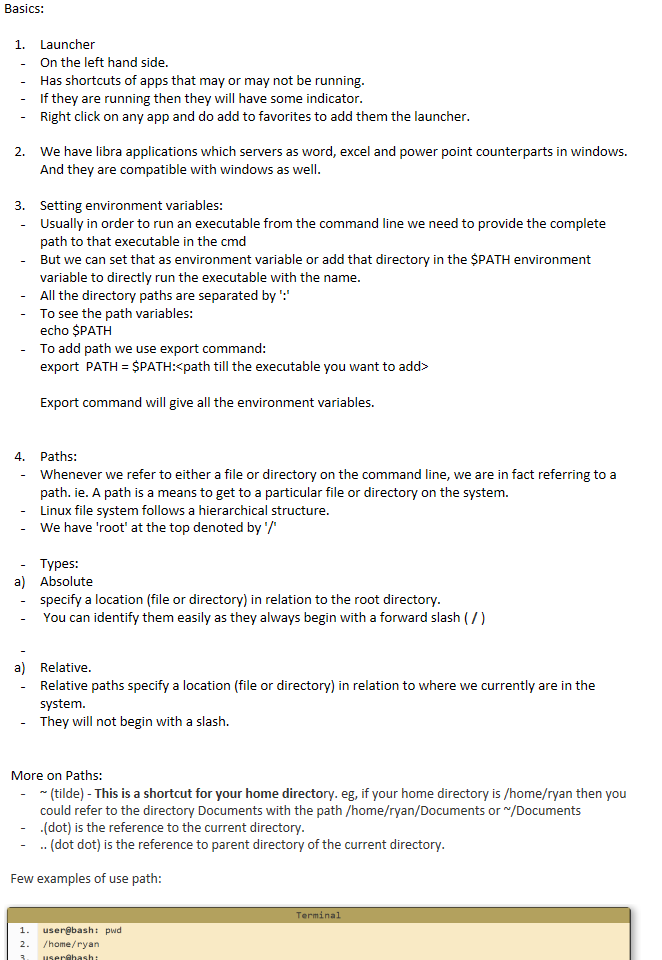 Basics:
1. Launcher
- On the left hand side.
- Has shortcuts of apps that may or may not be running.
- If they are running then they will have some indicator.
- Right click on any app and do add to favorites to add them the launcher.
2. We have libra applications which servers as word, excel and power point counterparts in windows.
And they are compatible with windows as well.
3. Setting environment variables:
- Usually in order to run an executable from the command line we need to provide the complete
path to that executable in the cmd
- But we can set that as environment variable or add that directory in the $PATH environment
variable to directly run the executable with the name.
- All the directory paths are separated by ':'
- To see the path variables:
echo $PATH
- To add path we use export command:
export  PATH = $PATH:<path till the executable you want to add>
Export command will give all the environment variables.
4. Paths:
- Whenever we refer to either a file or directory on the command line, we are in fact referring to a
path. ie. A path is a means to get to a particular file or directory on the system.
- Linux file system follows a hierarchical structure.
- We have 'root' at the top denoted by '/'
- Types:
a) Absolute
- specify a location (file or directory) in relation to the root directory.
- You can identify them easily as they always begin with a forward slash ( / )
-
a) Relative.
- Relative paths specify a location (file or directory) in relation to where we currently are in the
system.
- They will not begin with a slash.
More on Paths:
- ~ (tilde) - This is a shortcut for your home directory. eg, if your home directory is /home/ryan then you
could refer to the directory Documents with the path /home/ryan/Documents or ~/Documents
- .(dot) is the reference to the current directory.
- .. (dot dot) is the reference to parent directory of the current directory.
Few examples of use path:
Terminal
1. user@bash: pwd
2. /home/ryan
3. user@bash: